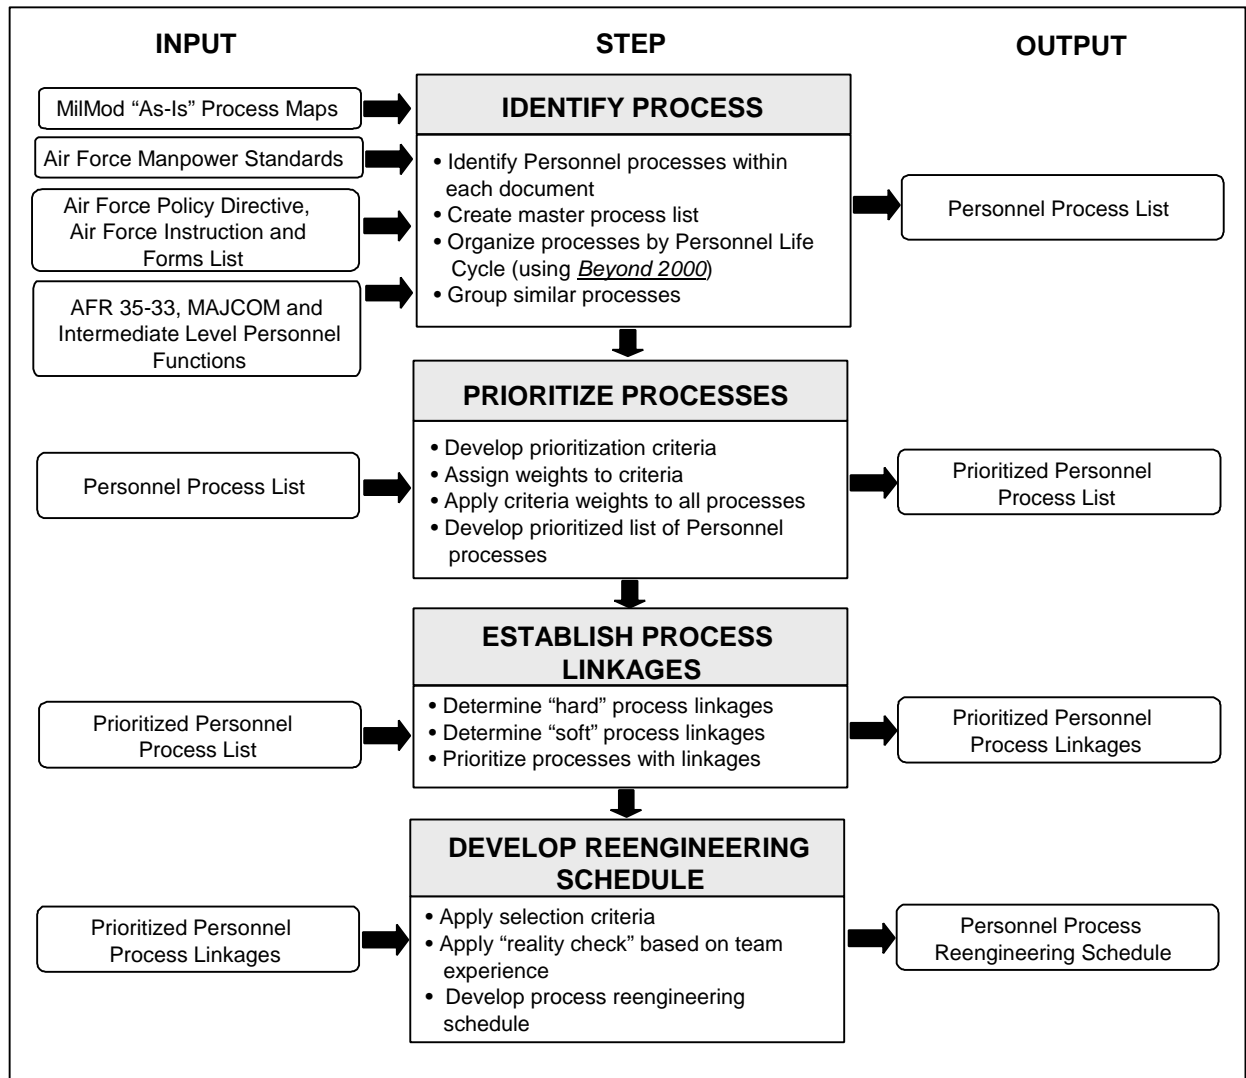 INPUT
STEP
OUTPUT
MilMod “As-Is” Process Maps
Air Force Manpower Standards
Air Force Policy Directive,
Air Force Instruction and
Forms List
AFR 35-33, MAJCOM and
Intermediate Level Personnel
Functions
IDENTIFY PROCESS
• Identify Personnel processes within
each document
• Create master process list
• Organize processes by Personnel Life
Cycle (using Beyond 2000)
• Group similar processes
Personnel Process List
Personnel Process List
PRIORITIZE PROCESSES
• Develop prioritization criteria
• Assign weights to criteria
• Apply criteria weights to all processes
• Develop prioritized list of Personnel
processes
Prioritized Personnel
Process List
Prioritized Personnel
Process List
ESTABLISH PROCESS
LINKAGES
• Determine “hard” process linkages
• Determine “soft” process linkages
• Prioritize processes with linkages
Prioritized Personnel
Process Linkages
Prioritized Personnel
Process Linkages
DEVELOP REENGINEERING
SCHEDULE
• Apply selection criteria
• Apply “reality check” based on team
experience
• Develop process reengineering
schedule
Personnel Process
Reengineering Schedule